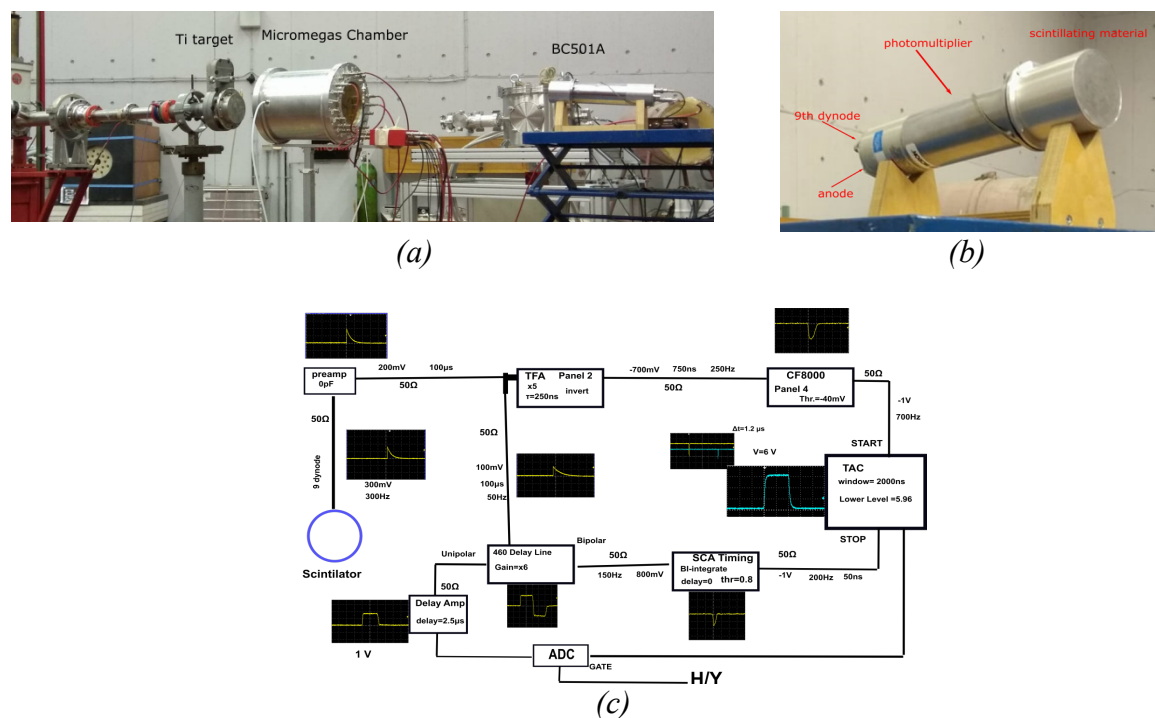 Ti target
Micromegas Chamber
BC501A
photomultiplier
scintillating material
9th dynode
anode
(a)
(b)
preamp
0pF
200mV 100μs
50Ω
TFA Panel 2
x5
τ=250ns
invert
-700mV 750ns 250Hz
50Ω
CF8000
Panel 4
Thr.=-40mV
50Ω
-1V
700HZ
START
50Ω
9 dynode
300mV
300Hz
Scintilator
50Ω
100mV
100μs
50Hz
Δt=1.2 μs
V=6 V
TAC
window= 2000ns
Lower Level =5.96
STOP
Unipolar
460 Delay Line
Gain=x6
Bipolar
50Ω
150Hz 800mV
SCA Timing
BI-integrate
delay=0 thr=0.8
50Ω
-1V 200Hz 50ns
50Ω
Delay Amp
delay=2.5μs
1 V
ADC
GATE
H/Y
(c)